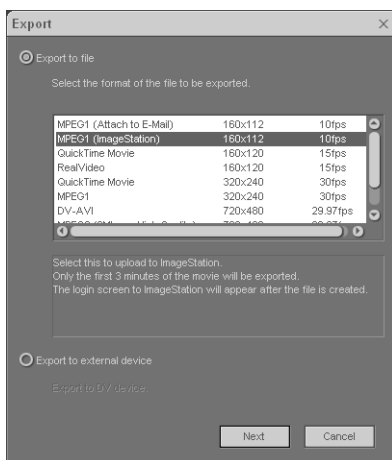 Export
Export to file
Select the format of the file to be exported.
MPEG1 (Attach to E-Mail) 160x112 10fps
MPEG1 (ImageStation) 160x112 10fps
QuickTime Movie 160x120 15fps
RealVideo 160x120 15fps
QuickTime Movie 320x240 30fps
MPEG1 320x240 30fps
DV-AVI 720x480 29.97fps
Select this to upload to ImageStation.
Only the first 3 minutes of the movie will be exported.
The login screen to ImageStation will appear after the file is created.
Export to external device
Export to DV device.
Next Cancel